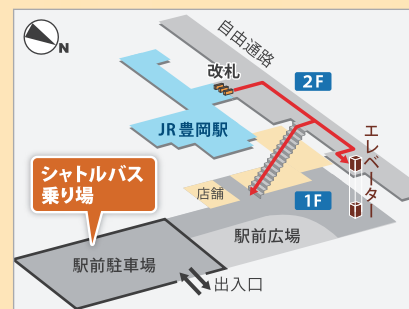 N
自由通路
改札
2F
JR豊岡駅
エレベーター
シャトルバス
乗り場
店舗
1F
駅前広場
駅前駐車場
出入口